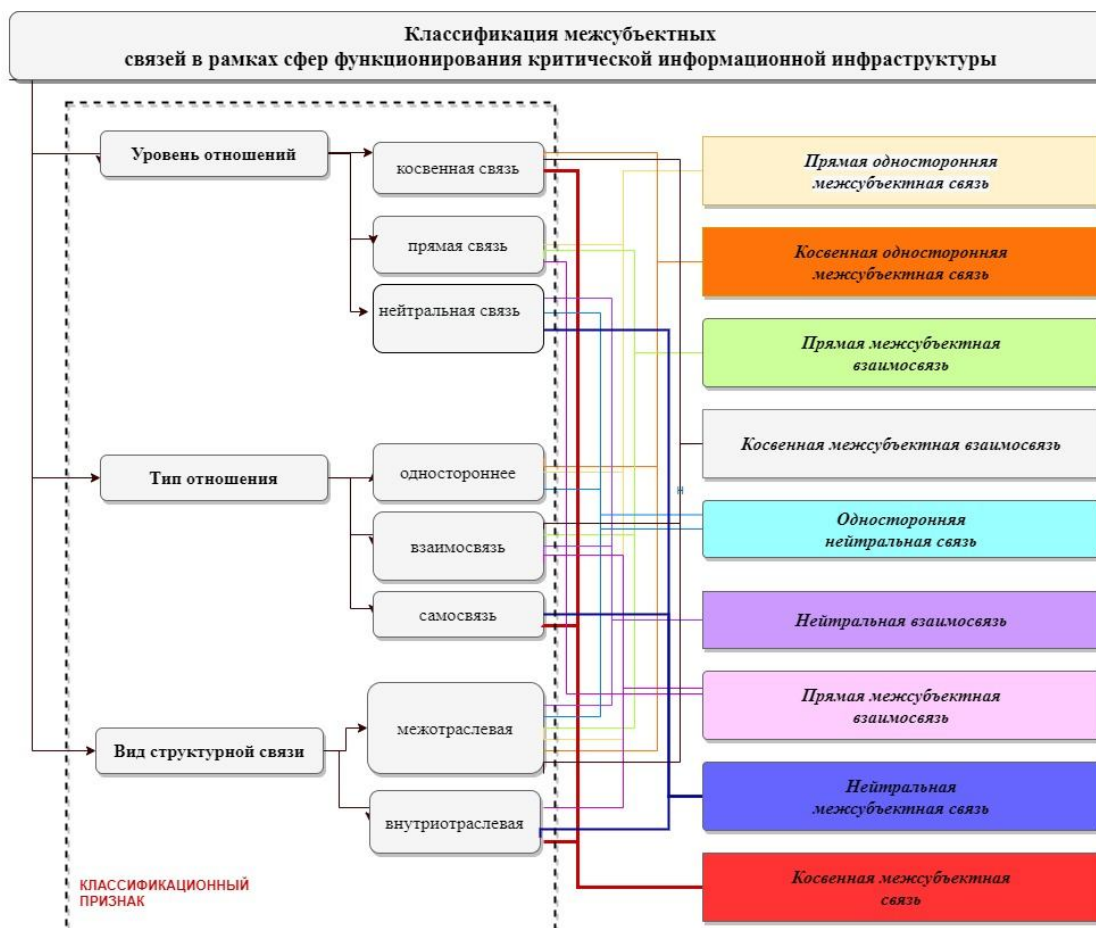 Классификация межсубъектных
связей в рамках сфер функционирования критической информационной инфраструктуры
Уровень отношений
косвенная связь
прямая связь
нейтральная связь
Тип отношения
одностороннее
взаимосвязь
самосвязь
Вид структурной связи
межотраслевая
внутриотраслевая
КЛАССИФИКАЦИОННЫЙ
ПРИЗНАК
Прямая односторонняя
межсубъектная связь
Косвенная односторонняя
межсубъектная связь
Прямая межсубъектная
взаимосвязь
Косвенная межсубъектная взаимосвязь
Односторонняя
нейтральная связь
Нейтральная взаимосвязь
Прямая межсубъектная
взаимосвязь
Нейтральная
межсубъектная связь
Косвенная межсубъектная
связь